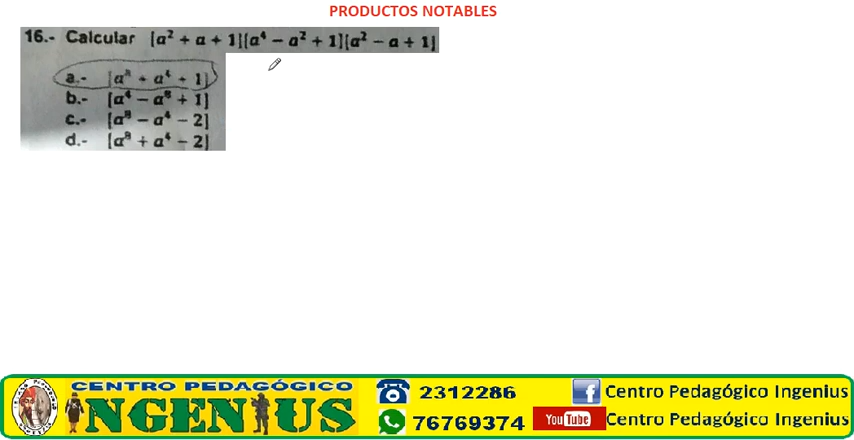 PRODUCTOS NOTABLES
16.- Calcular [a² + a + 1][a⁴ - a² + 1][a² - a + 1]
a.- [a⁸ + a⁴ + 1]
b.- [a⁴ - a⁸ + 1]
c.- [a⁸ - a⁴ - 2]
d.- [a⁸ + a⁴ - 2]
CENTRO PEDAGÓGICO
INGENIUS
2312286
76769374
f Centro Pedagógico Ingenius
YouTube Centro Pedagógico Ingenius